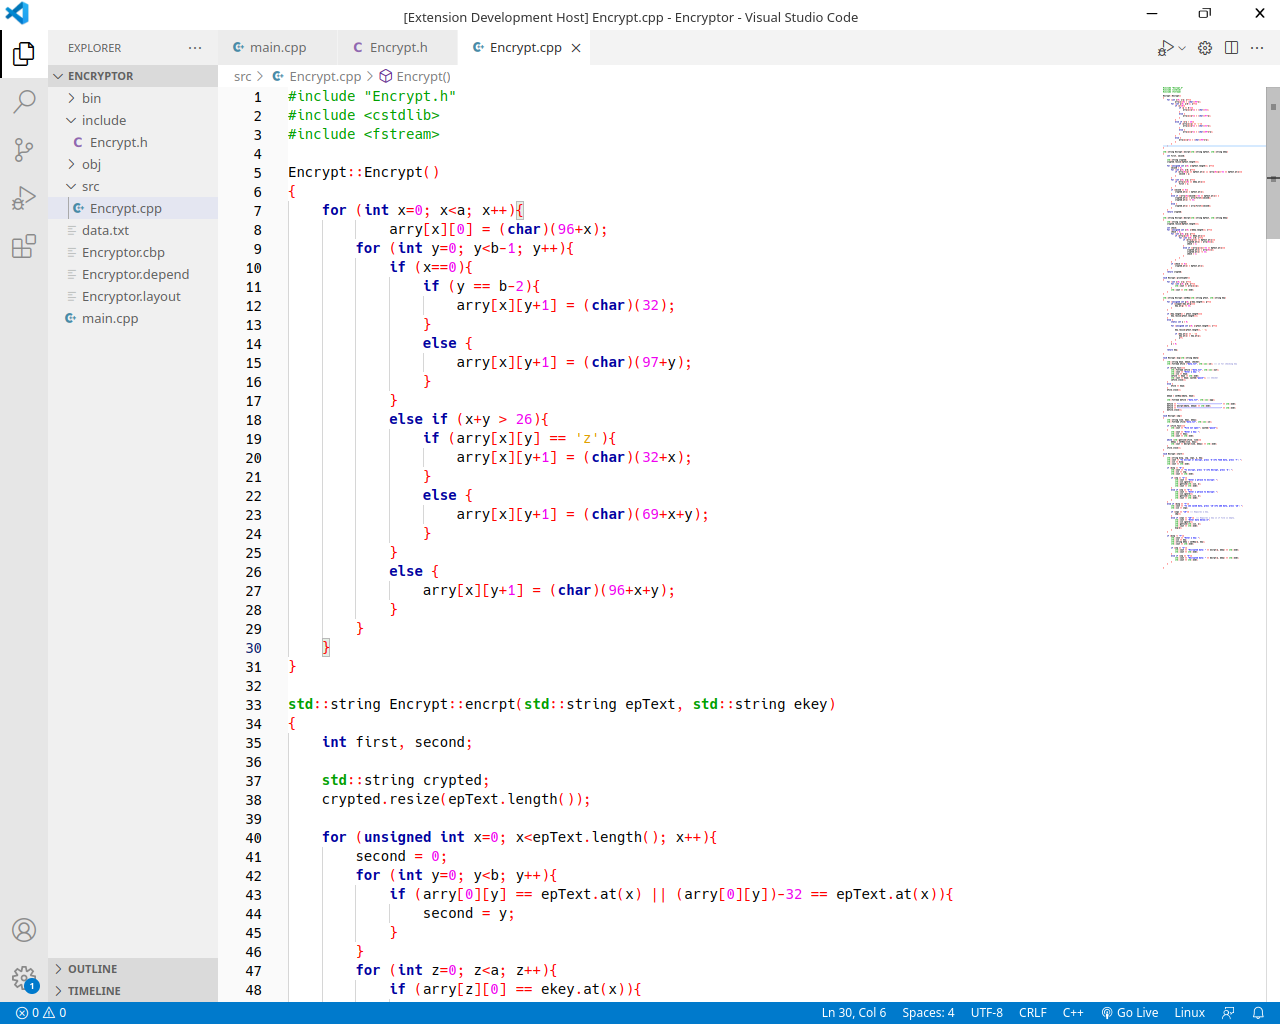 [Extension Development Host] Encrypt.cpp - Encryptor - Visual Studio Code
EXPLORER
main.cpp
Encrypt.h
Encrypt.cpp
ENCRYPTOR
src > Encrypt.cpp > Encrypt()
bin
include
Encrypt.h
obj
src
Encrypt.cpp
data.txt
Encryptor.cbp
Encryptor.depend
Encryptor.layout
main.cpp
1 #include "Encrypt.h"
2 #include <cstdlib>
3 #include <fstream>
4
5 Encrypt::Encrypt()
6 {
7     for (int x=0; x<a; x++){
8             arry[x][0] = (char)(96+x);
9         for (int y=0; y<b-1; y++){
10             if (x==0){
11                 if (y == b-2){
12                     arry[x][y+1] = (char)(32);
13                 }
14                 else {
15                     arry[x][y+1] = (char)(97+y);
16                 }
17             }
18             else if (x+y > 26){
19                 if (arry[x][y] == 'z'){
20                     arry[x][y+1] = (char)(32+x);
21                 }
22                 else {
23                     arry[x][y+1] = (char)(69+x+y);
24                 }
25             }
26             else {
27                 arry[x][y+1] = (char)(96+x+y);
28             }
29         }
30     }
31 }
32
33 std::string Encrypt::encrpt(std::string epText, std::string ekey)
34 {
35     int first, second;
36
37     std::string crypted;
38     crypted.resize(epText.length());
39
40     for (unsigned int x=0; x<epText.length(); x++){
41         second = 0;
42         for (int y=0; y<b; y++){
43             if (arry[0][y] == epText.at(x) || (arry[0][y])-32 == epText.at(x)){
44                 second = y;
45             }
46         }
47         for (int z=0; z<a; z++){
48             if (arry[z][0] == ekey.at(x)){
OUTLINE
TIMELINE
1
0 0
Ln 30, Col 6
Spaces: 4
UTF-8
CRLF
C++
Go Live
Linux